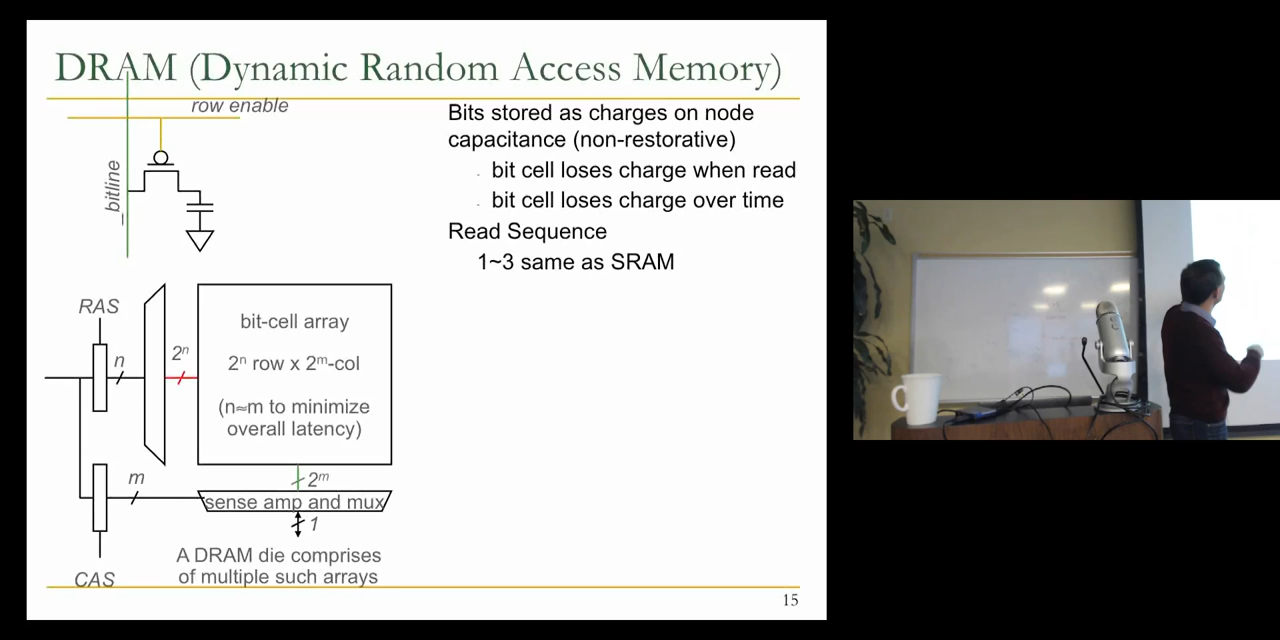 DRAM (Dynamic Random Access Memory)
row enable
_bitline
Bits stored as charges on node
capacitance (non-restorative)
bit cell loses charge when read
bit cell loses charge over time
Read Sequence
1~3 same as SRAM
RAS
n
2ⁿ
bit-cell array
2ⁿ row x 2ᵐ-col
(n≈m to minimize
overall latency)
m
2ᵐ
sense amp and mux
1
A DRAM die comprises
of multiple such arrays
CAS
15